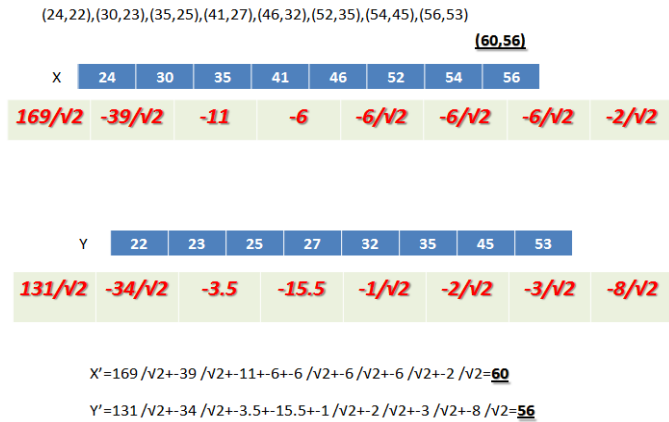 (24,22),(30,23),(35,25),(41,27),(46,32),(52,35),(54,45),(56,53)
(60,56)
X 24 30 35 41 46 52 54 56
169/√2 -39/√2 -11 -6 -6/√2 -6/√2 -6/√2 -2/√2
Y 22 23 25 27 32 35 45 53
131/√2 -34/√2 -3.5 -15.5 -1/√2 -2/√2 -3/√2 -8/√2
X’=169 /√2+-39 /√2+-11+-6+-6 /√2+-6 /√2+-6 /√2+-2 /√2=60
Y’=131 /√2+-34 /√2+-3.5+-15.5+-1 /√2+-2 /√2+-3 /√2+-8 /√2=56